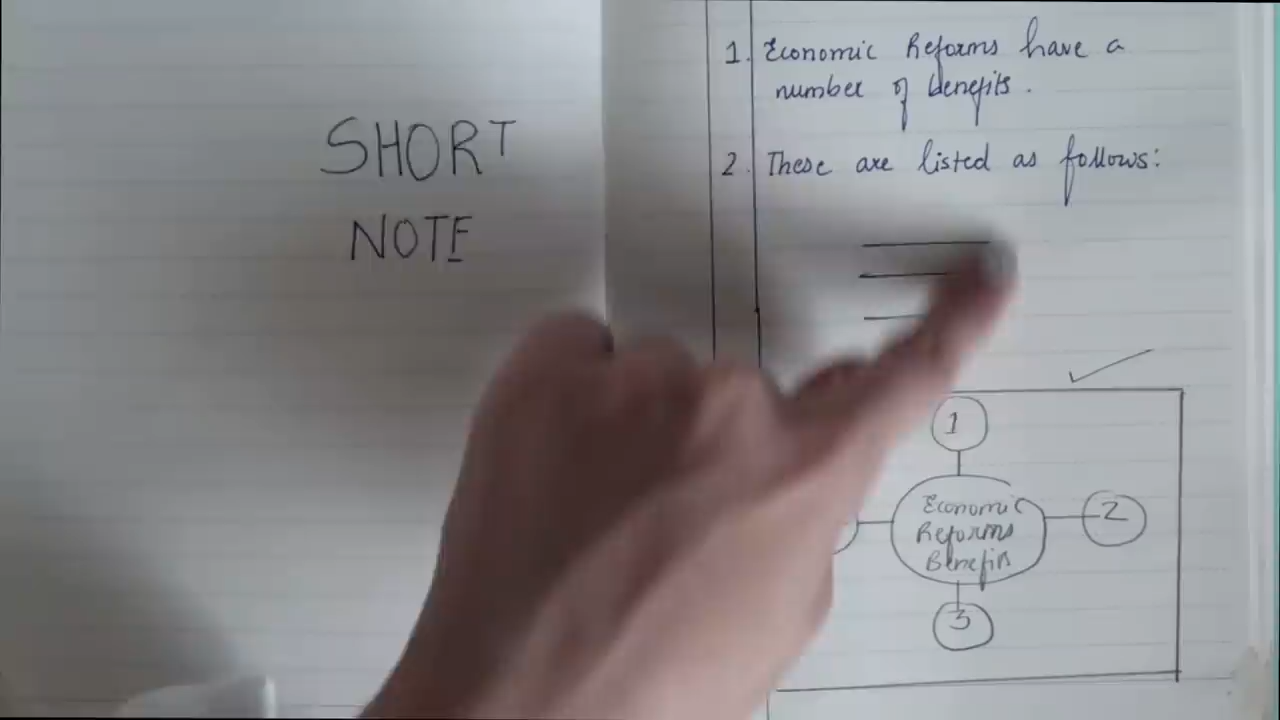 SHORT
NOTE
1. Economic Reforms have a
number of benefits.
2. These are listed as follows:
1
Economic
Reforms
Benefits
2
3